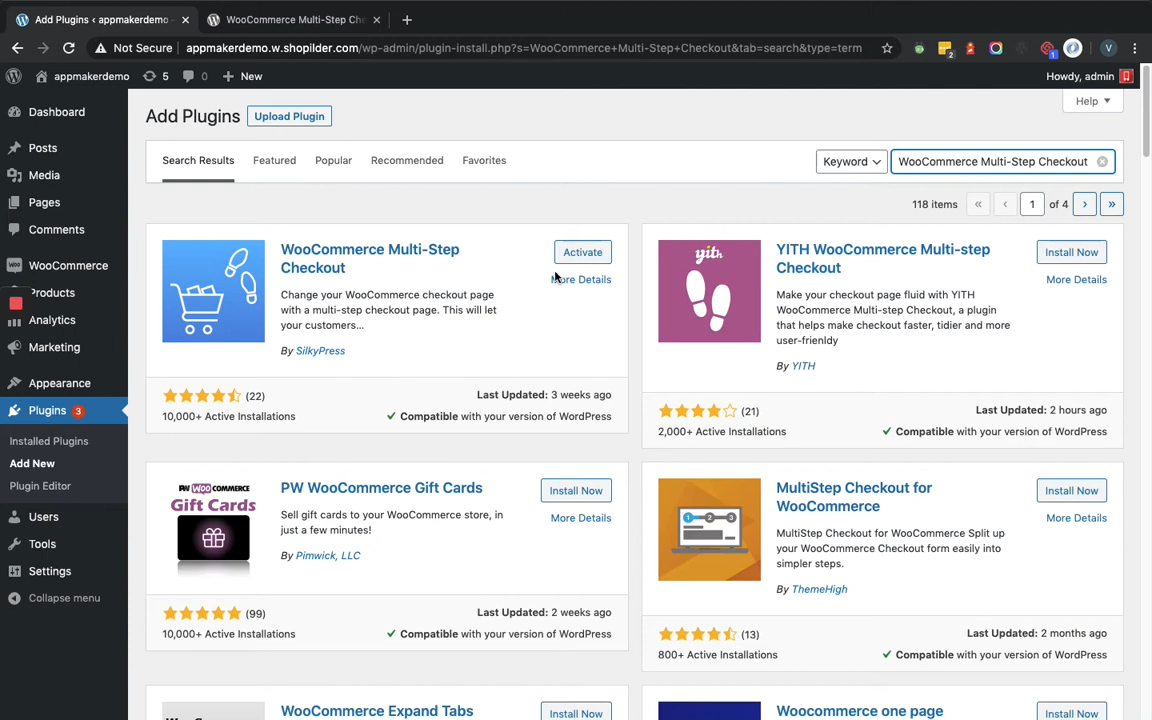 Add Plugins ‹ appmakerdemo
WooCommerce Multi-Step Che
Not Secure
appmakerdemo.w.shopilder.com/wp-admin/plugin-install.php?s=WooCommerce+Multi-Step+Checkout&tab=search&type=term
2
1
V
appmakerdemo
5
0
New
Howdy, admin
Dashboard
Posts
Media
Pages
Comments
WooCommerce
Products
Analytics
Marketing
Appearance
Plugins 3
Installed Plugins
Add New
Plugin Editor
Users
Tools
Settings
Collapse menu
Add Plugins
Upload Plugin
Help
Search Results
Featured
Popular
Recommended
Favorites
Keyword
WooCommerce Multi-Step Checkout
118 items
«
‹
1
of 4
›
»
WooCommerce Multi-Step
Checkout
Activate
More Details
Change your WooCommerce checkout page
with a multi-step checkout page. This will let
your customers...
By SilkyPress
(22)
10,000+ Active Installations
Last Updated: 3 weeks ago
Compatible with your version of WordPress
yith
YITH WooCommerce Multi-step
Checkout
Install Now
More Details
Make your checkout page fluid with YITH
WooCommerce Multi-step Checkout, a plugin
that helps make checkout faster, tidier and more
user-frienldy
By YITH
(21)
2,000+ Active Installations
Last Updated: 2 hours ago
Compatible with your version of WordPress
PW WOO COMMERCE
Gift Cards
PW WooCommerce Gift Cards
Install Now
More Details
Sell gift cards to your WooCommerce store, in
just a few minutes!
By Pimwick, LLC
(99)
10,000+ Active Installations
Last Updated: 2 weeks ago
Compatible with your version of WordPress
1 2 3
MultiStep Checkout for
WooCommerce
Install Now
More Details
MultiStep Checkout for WooCommerce Split up
your WooCommerce Checkout form easily into
simpler steps.
By ThemeHigh
(13)
800+ Active Installations
Last Updated: 2 months ago
Compatible with your version of WordPress
WooCommerce Expand Tabs
Install Now
Woocommerce one page
Install Now